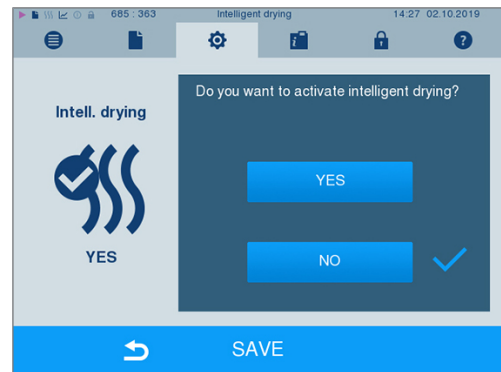 685 : 363 Intelligent drying 14:27 02.10.2019
Intell. drying
YES
Do you want to activate intelligent drying?
YES
NO
SAVE